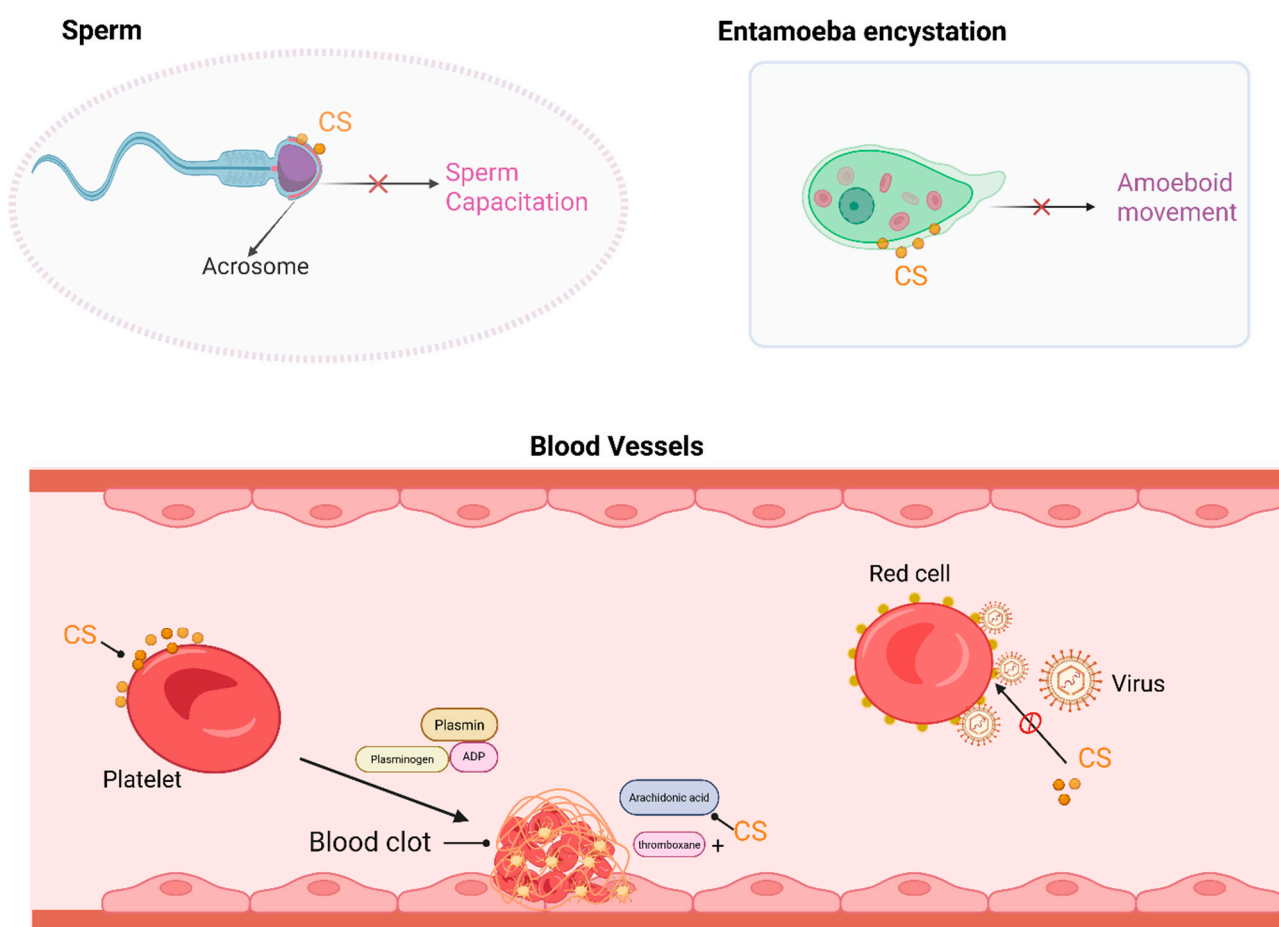 Sperm
CS
Sperm
Capacitation
Acrosome
Entamoeba encystation
Amoeboid
movement
CS
Blood Vessels
CS
Platelet
Plasmin
Plasminogen
ADP
Blood clot
Arachidonic acid
CS
thromboxane +
Red cell
Virus
CS